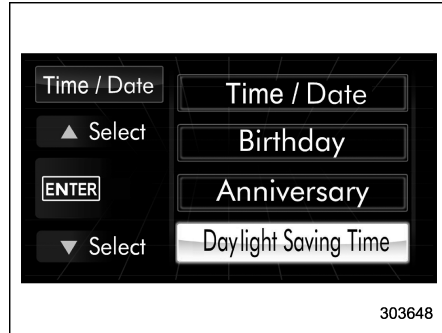 Time / Date
▲ Select
ENTER
▼ Select
Time / Date
Birthday
Anniversary
Daylight Saving Time
303648